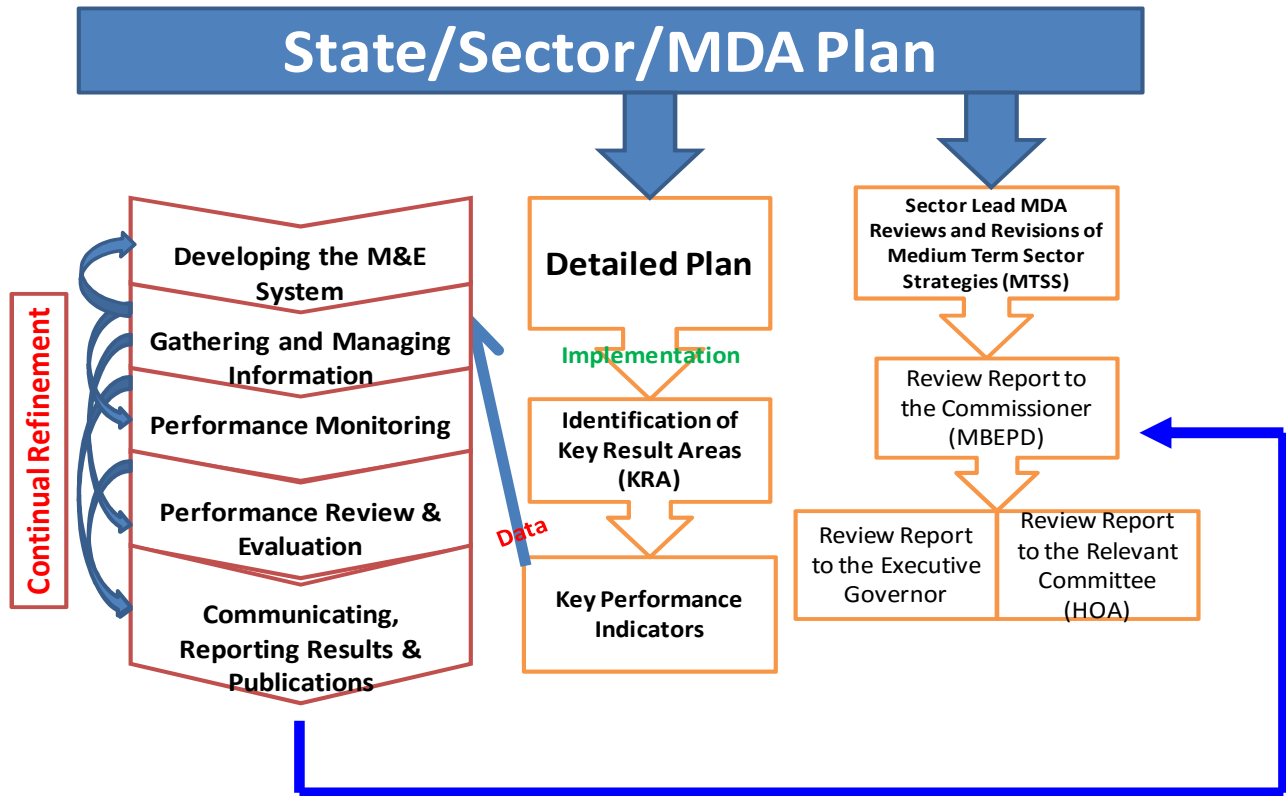 State/Sector/MDA Plan
Continual Refinement
Developing the M&E
System
Gathering and Managing
Information
Performance Monitoring
Performance Review &
Evaluation
Communicating,
Reporting Results &
Publications
Data
Detailed Plan
Implementation
Identification of
Key Result Areas
(KRA)
Key Performance
Indicators
Sector Lead MDA
Reviews and Revisions of
Medium Term Sector
Strategies (MTSS)
Review Report to
the Commissioner
(MBEPD)
Review Report
to the Executive
Governor
Review Report
to the Relevant
Committee
(HOA)